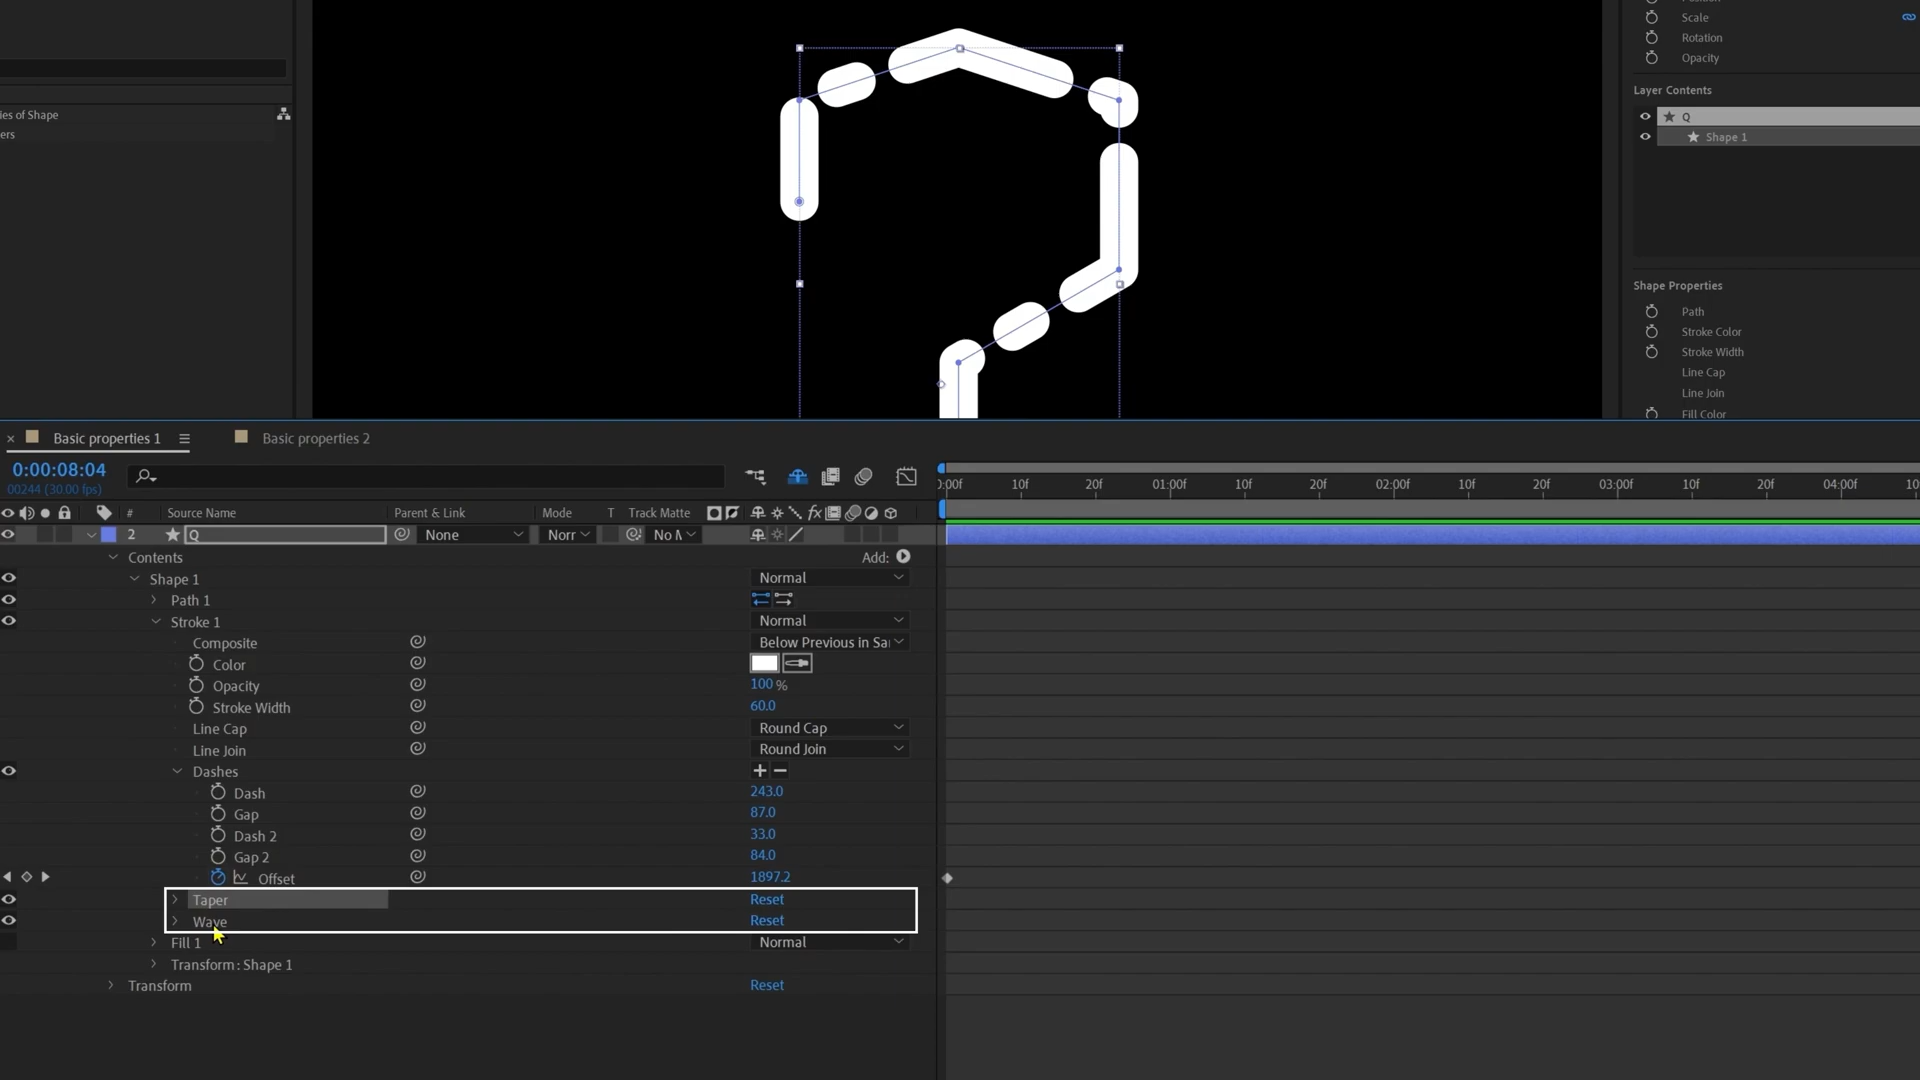 Scale
Rotation
Opacity
Layer Contents
Q
Shape 1
ies of Shape
ers
Shape Properties
Path
Stroke Color
Stroke Width
Line Cap
Line Join
Fill Color
Basic properties 1
Basic properties 2
0:00:08:04
00244 (30.00 fps)
0:00f 10f 20f 01:00f 10f 20f 02:00f 10f 20f 03:00f 10f 20f 04:00f 10
# Source Name Parent & Link Mode T Track Matte fx
2 Q None Norr No M
Contents Add:
Shape 1 Normal
Path 1
Stroke 1 Normal
Composite Below Previous in Sa
Color
Opacity 100 %
Stroke Width 60.0
Line Cap Round Cap
Line Join Round Join
Dashes
Dash 243.0
Gap 87.0
Dash 2 33.0
Gap 2 84.0
Offset 1897.2
Taper Reset
Wave Reset
Fill 1 Normal
Transform: Shape 1
Transform Reset